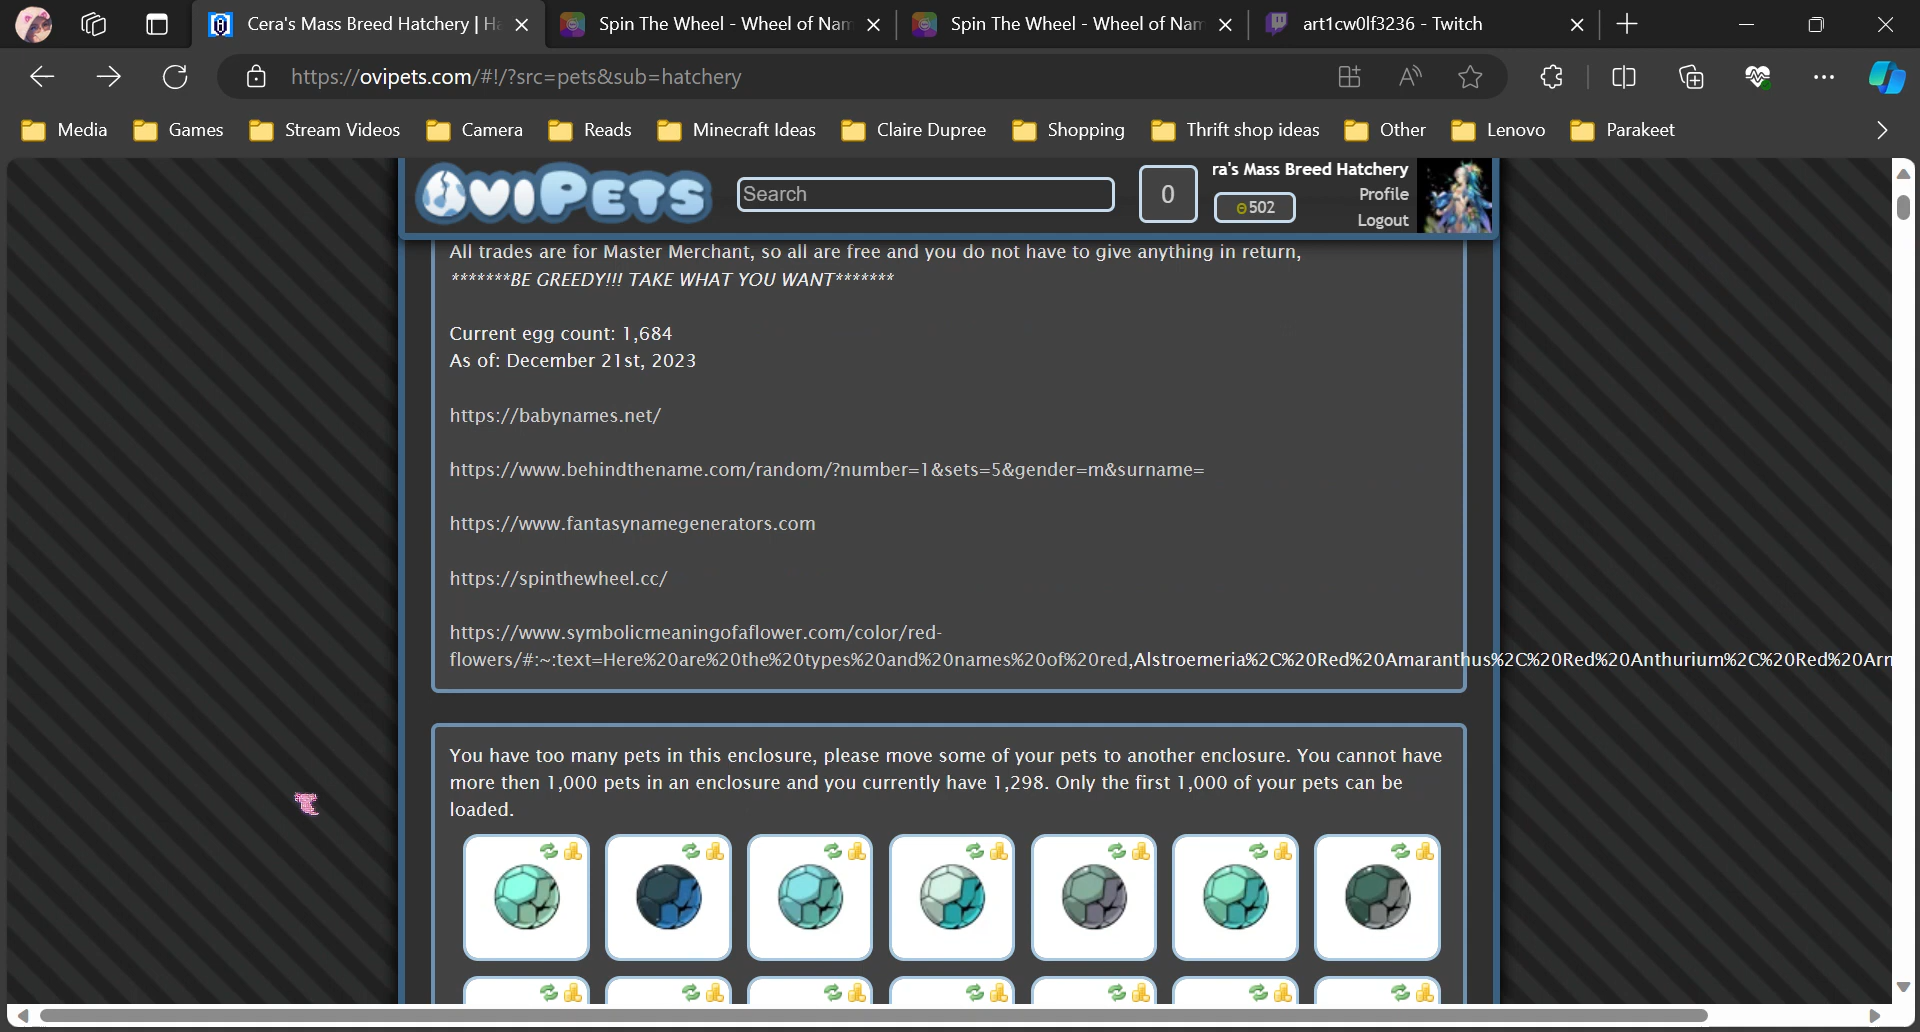 Cera's Mass Breed Hatchery | Ha
Spin The Wheel - Wheel of Nam
Spin The Wheel - Wheel of Nam
art1cw0lf3236 - Twitch
https://ovipets.com/#!/?src=pets&sub=hatchery
Media
Games
Stream Videos
Camera
Reads
Minecraft Ideas
Claire Dupree
Shopping
Thrift shop ideas
Other
Lenovo
Parakeet
OviPets
Search
0
ra's Mass Breed Hatchery
502
Profile
Logout
All trades are for Master Merchant, so all are free and you do not have to give anything in return,
*******BE GREEDY!!! TAKE WHAT YOU WANT*******
Current egg count: 1,684
As of: December 21st, 2023
https://babynames.net/
https://www.behindthename.com/random/?number=1&sets=5&gender=m&surname=
https://www.fantasynamegenerators.com
https://spinthewheel.cc/
https://www.symbolicmeaningofaflower.com/color/red-
flowers/#:~:text=Here%20are%20the%20types%20and%20names%20of%20red,Alstroemeria%2C%20Red%20Amaranthus%2C%20Red%20Anthurium%2C%20Red%20Arm
You have too many pets in this enclosure, please move some of your pets to another enclosure. You cannot have
more then 1,000 pets in an enclosure and you currently have 1,298. Only the first 1,000 of your pets can be
loaded.